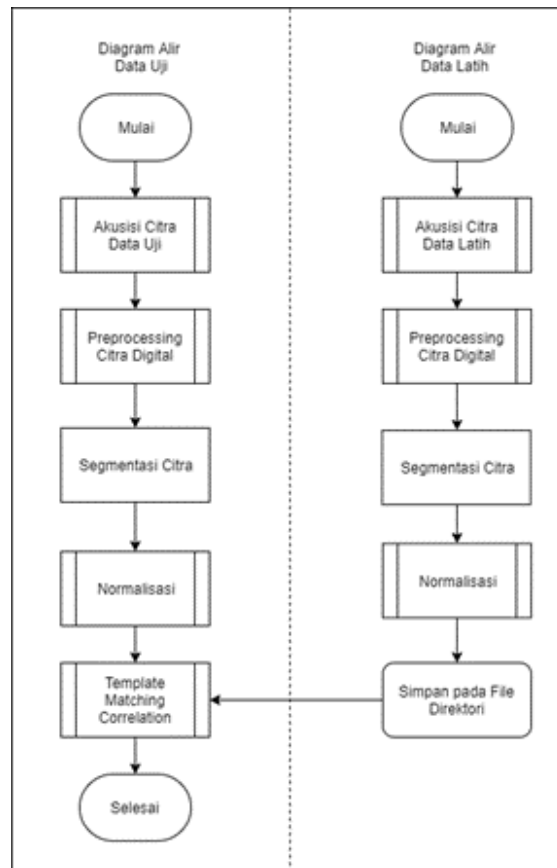 Diagram Alir
Data Uji
Mulai
Akusisi Citra
Data Uji
Preprocessing
Citra Digital
Segmentasi Citra
Normalisasi
Template
Matching
Correlation
Selesai
Diagram Alir
Data Latih
Mulai
Akusisi Citra
Data Latih
Preprocessing
Citra Digital
Segmentasi Citra
Normalisasi
Simpan pada File
Direktori